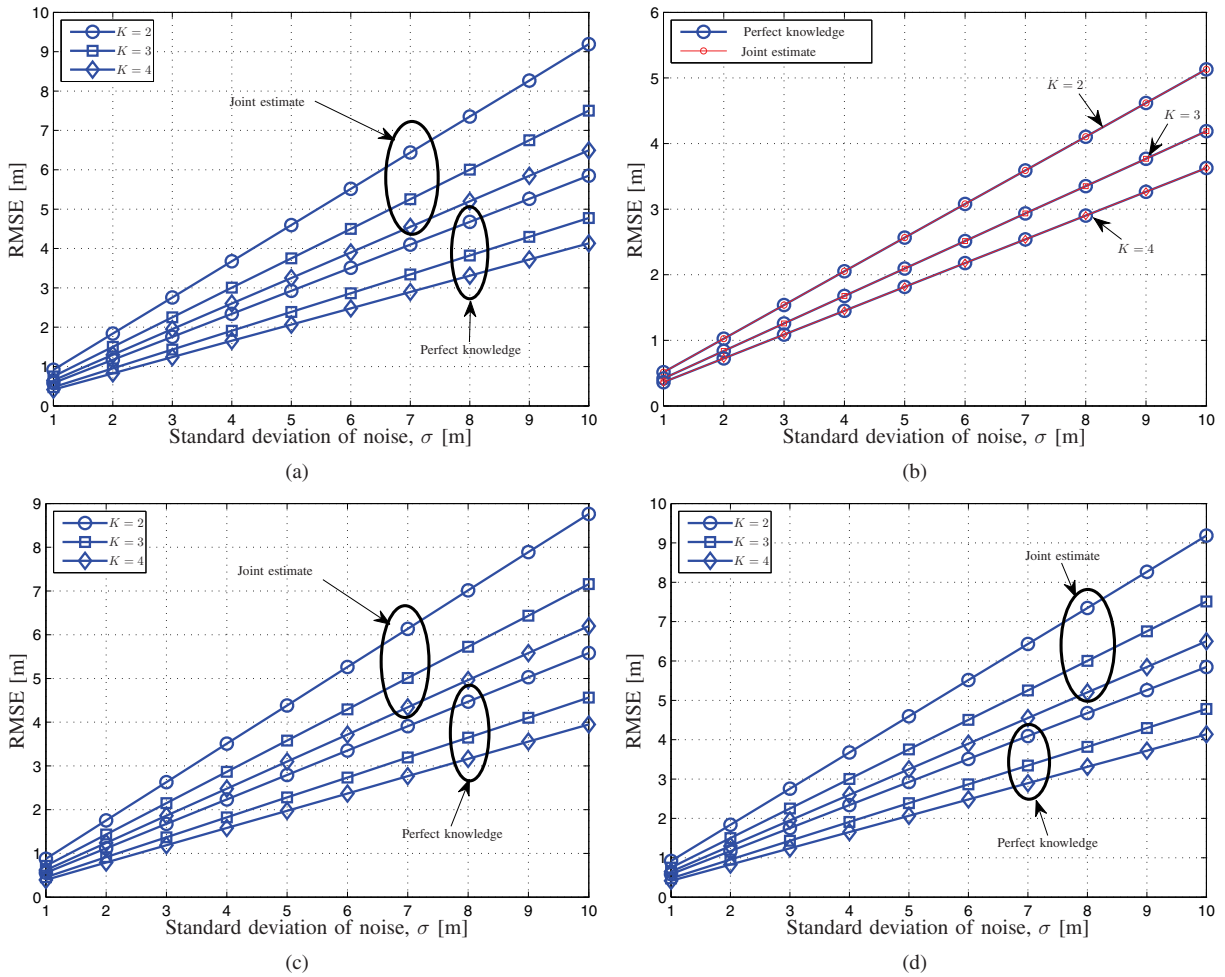 10
9
8
7
6
5
4
3
2
1
0
RMSE [m]
K = 2
K = 3
K = 4
Joint estimate
Perfect knowledge
1 2 3 4 5 6 7 8 9 10
Standard deviation of noise, σ [m]
(a)
6
5
4
3
2
1
0
RMSE [m]
Perfect knowledge
Joint estimate
K = 2
K = 3
K = 4
1 2 3 4 5 6 7 8 9 10
Standard deviation of noise, σ [m]
(b)
9
8
7
6
5
4
3
2
1
0
RMSE [m]
K = 2
K = 3
K = 4
Joint estimate
Perfect knowledge
1 2 3 4 5 6 7 8 9 10
Standard deviation of noise, σ [m]
(c)
10
9
8
7
6
5
4
3
2
1
0
RMSE [m]
K = 2
K = 3
K = 4
Joint estimate
Perfect knowledge
1 2 3 4 5 6 7 8 9 10
Standard deviation of noise, σ [m]
(d)